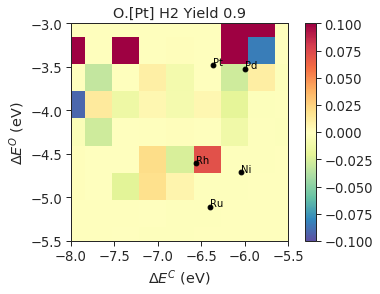 O.[Pt] H2 Yield 0.9
−3.0
−3.5
−4.0
−4.5
−5.0
−5.5
ΔE^O (eV)
Pt
Pd
Rh
Ni
Ru
−8.0 −7.5 −7.0 −6.5 −6.0 −5.5
ΔE^C (eV)
0.100
0.075
0.050
0.025
0.000
−0.025
−0.050
−0.075
−0.100